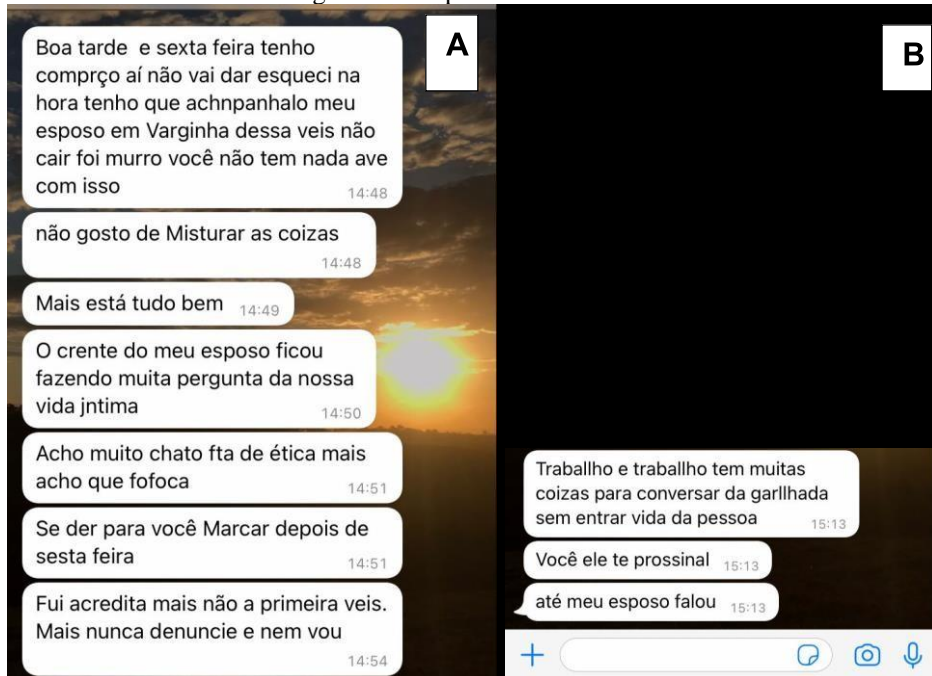 A
Boa tarde e sexta feira tenho
comprço aí não vai dar esqueci na
hora tenho que achnpanhalo meu
esposo em Varginha dessa veis não
cair foi murro você não tem nada ave
com isso
14:48
não gosto de Misturar as coizas
14:48
Mais está tudo bem 14:49
O crente do meu esposo ficou
fazendo muita pergunta da nossa
vida jntima
14:50
Acho muito chato fta de ética mais
acho que fofoca
14:51
Se der para você Marcar depois de
sesta feira
14:51
Fui acredita mais não a primeira veis.
Mais nunca denuncie e nem vou
14:54
B
Traballho e traballho tem muitas
coizas para conversar da garllhada
sem entrar vida da pessoa
15:13
Você ele te prossinal 15:13
até meu esposo falou 15:13